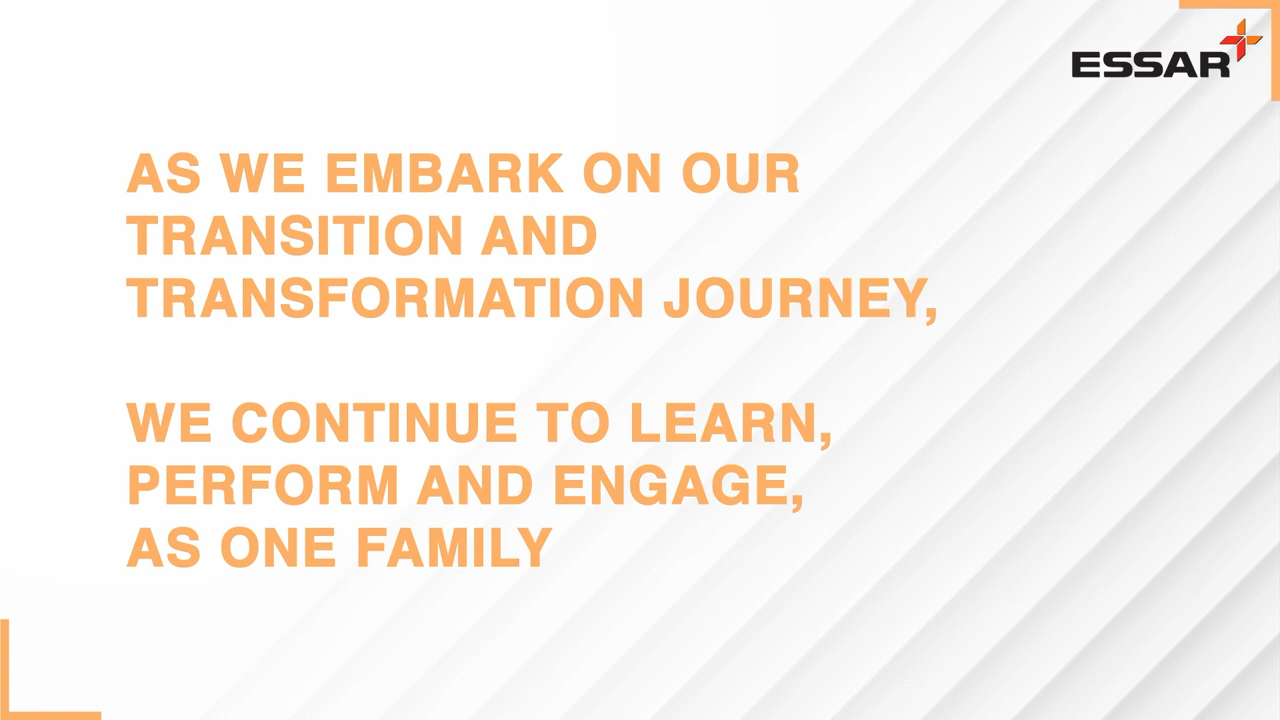 ESSAR
AS WE EMBARK ON OUR
TRANSITION AND
TRANSFORMATION JOURNEY,
WE CONTINUE TO LEARN,
PERFORM AND ENGAGE,
AS ONE FAMILY